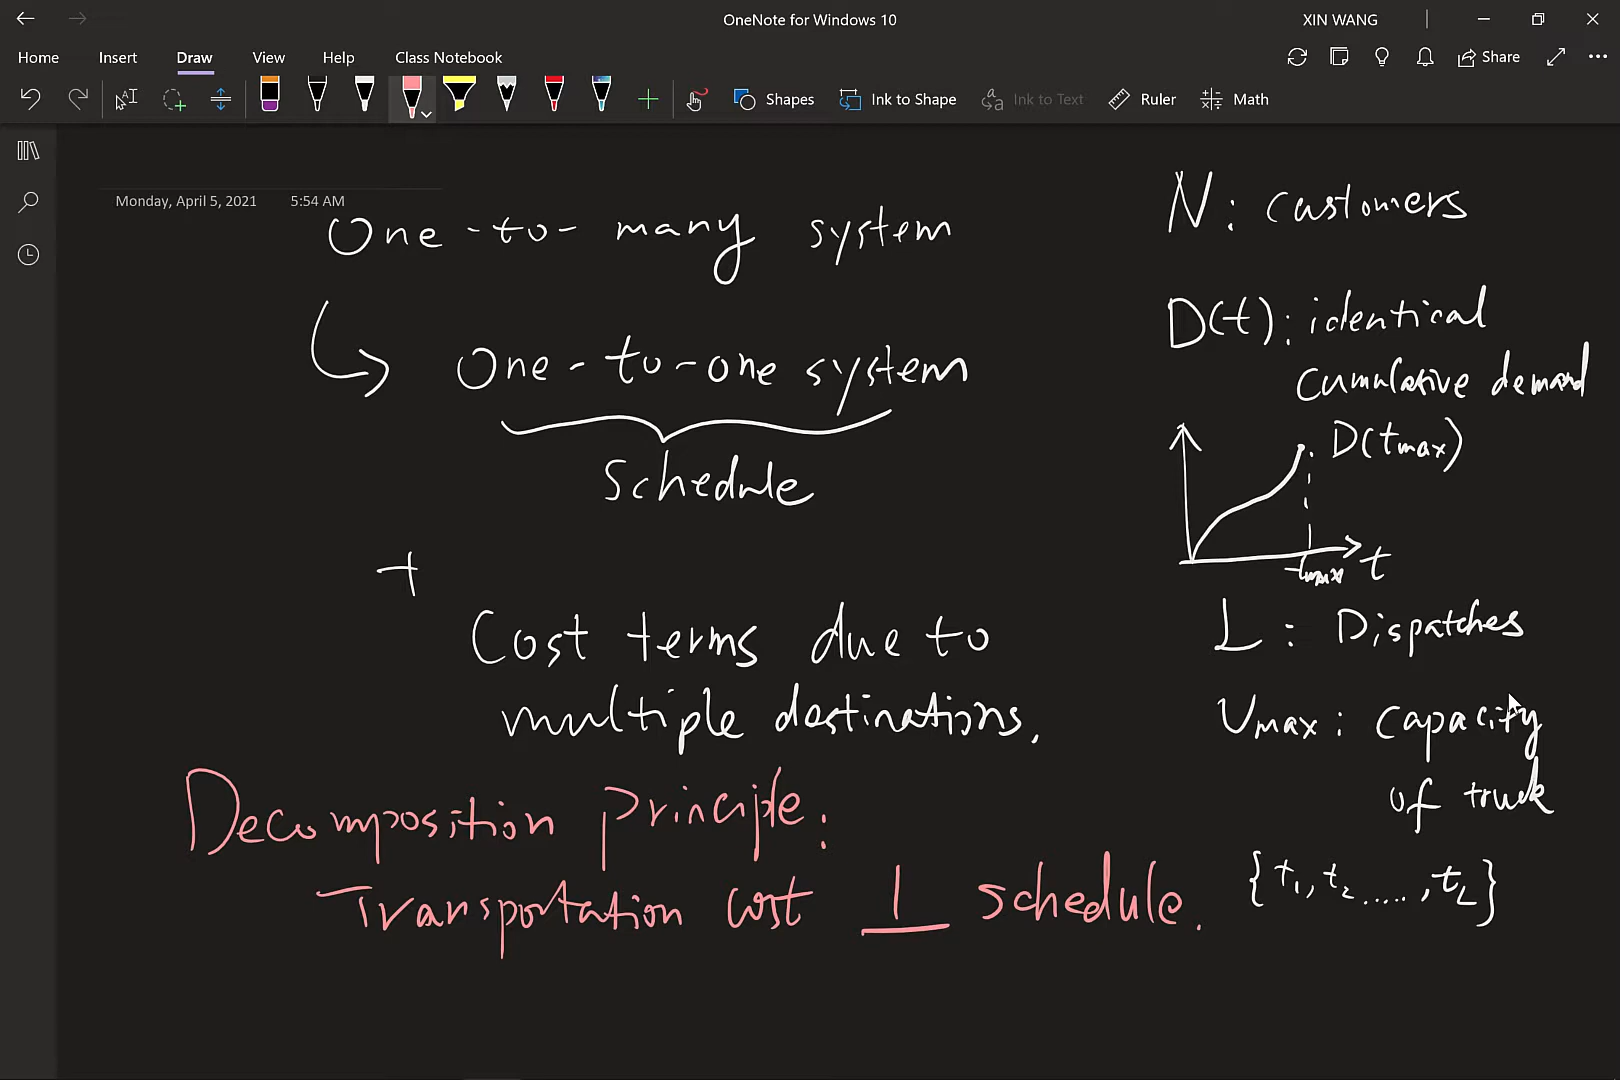 OneNote for Windows 10
XIN WANG
Home Insert Draw View Help Class Notebook
Share
Shapes Ink to Shape Ink to Text Ruler Math
Monday, April 5, 2021 5:54 AM
One-to-many system
One-to-one system
Schedule
+
Cost terms due to
multiple destinations.
Decomposition principle:
Transportation cost ⊥ schedule.
N: customers
D(t): identical
cumulative demand
D(tmax)
tmax t
L: Dispatches
Vmax: capacity
of truck
{t1, t2, ....., tL}